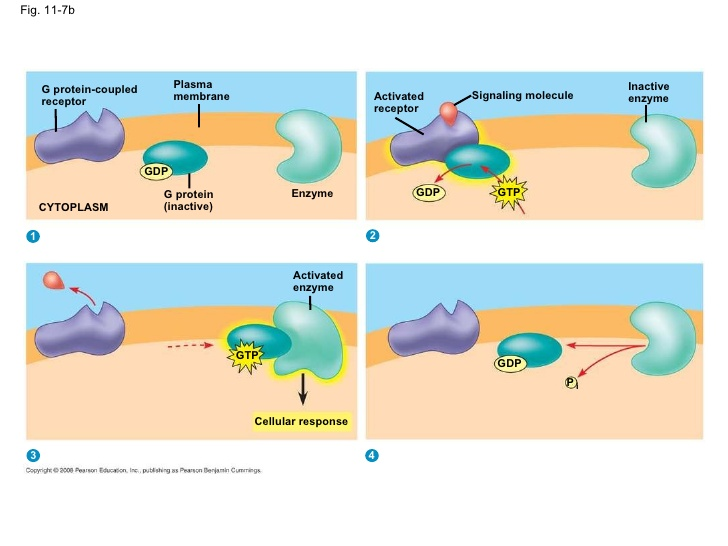 Fig. 11-7b
G protein-coupled
receptor
Plasma
membrane
GDP
G protein
(inactive)
Enzyme
CYTOPLASM
1
Activated
receptor
Signaling molecule
Inactive
enzyme
GDP
GTP
2
Activated
enzyme
GTP
Cellular response
3
GDP
Pi
4
Copyright © 2008 Pearson Education, Inc., publishing as Pearson Benjamin Cummings.